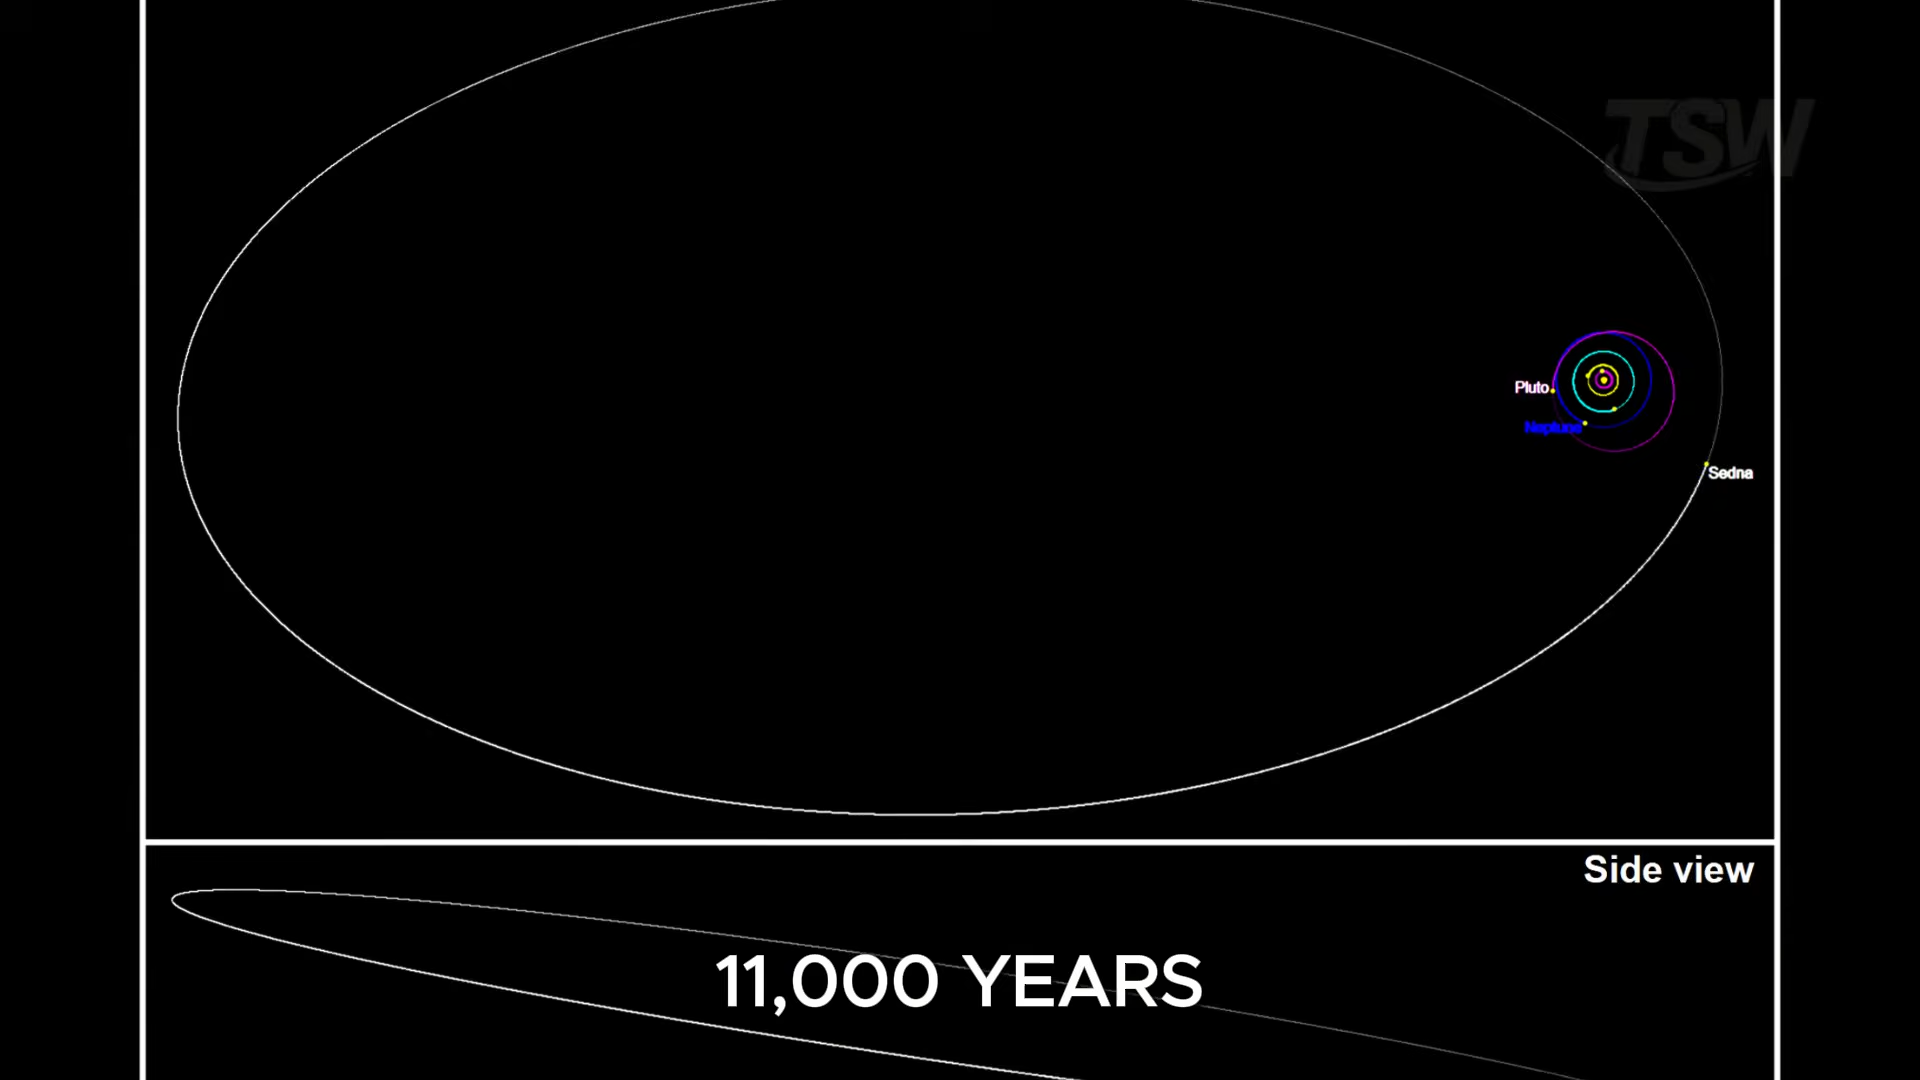 TSW
Pluto
Neptune
Sedna
Side view
11,000 YEARS